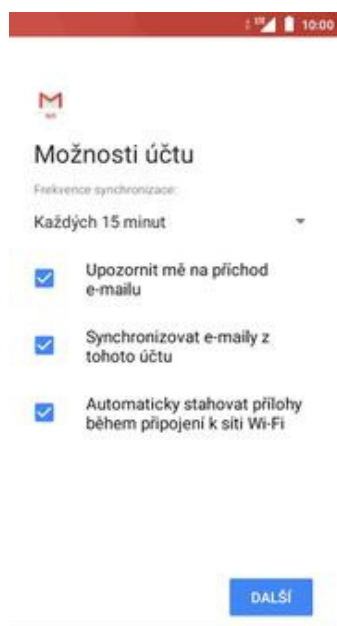 10:00
Možnosti účtu
Frekvence synchronizace:
Každých 15 minut
Upozornit mě na příchod
e-mailu
Synchronizovat e-maily z
tohoto účtu
Automaticky stahovat přílohy
během připojení k síti Wi-Fi
DALŠÍ